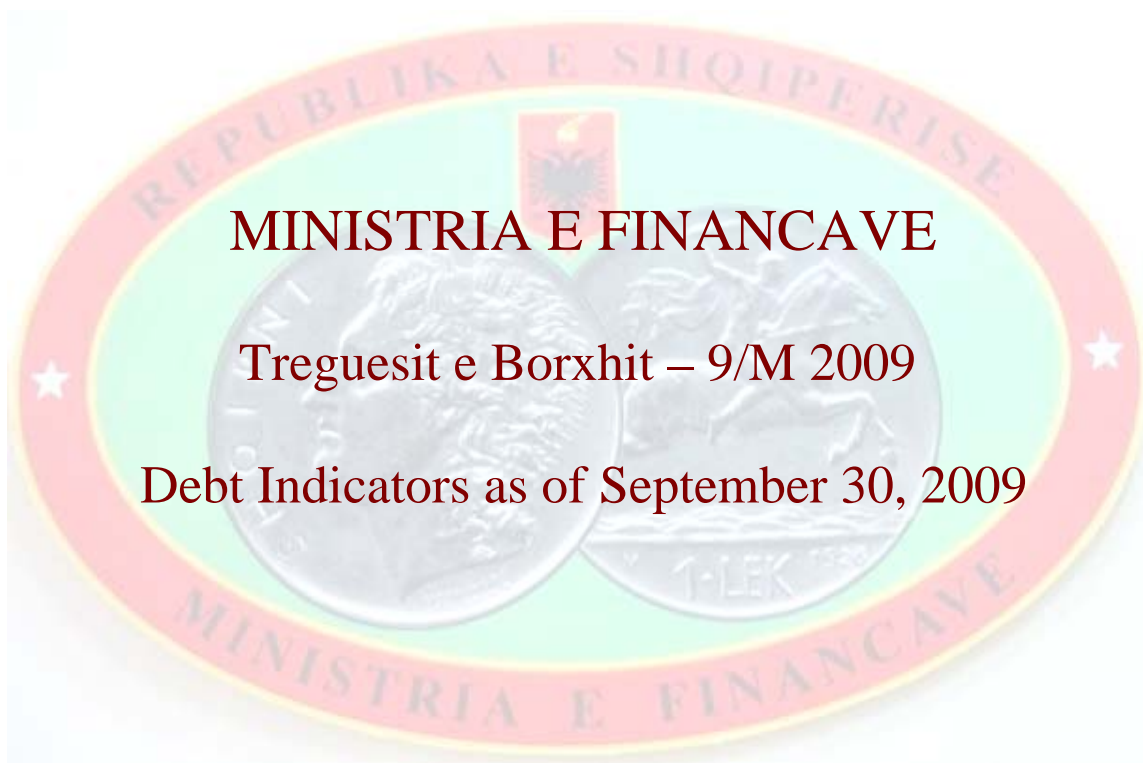 REPUBLIKA E SHQIPERISE
MINISTRIA E FINANCAVE
Treguesit e Borxhit – 9/M 2009
Debt Indicators as of September 30, 2009
1·LEK
MINISTRIA E FINANCAVE